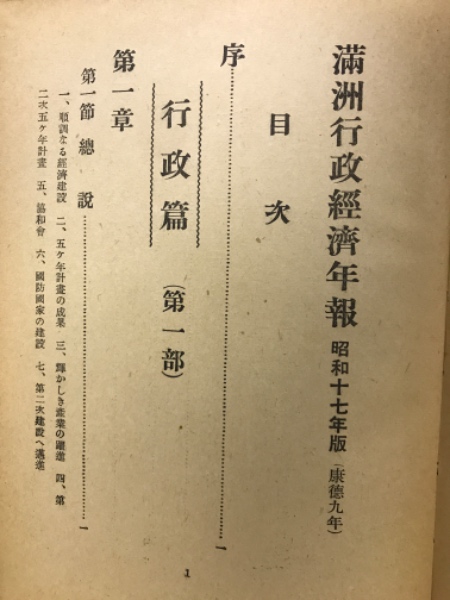 滿洲行政經濟年報 昭和十七年版(康德九年)
目次
序……一
行政篇(第一部)
第一章
第一節 總說……一
一、順調なる經濟建設 二、五ケ年計畫の成果 三、輝かしき產業の躍進 四、第
二次五ケ年計畫 五、協和會 六、國防國家の建設 七、第二次建設へ邁進
1